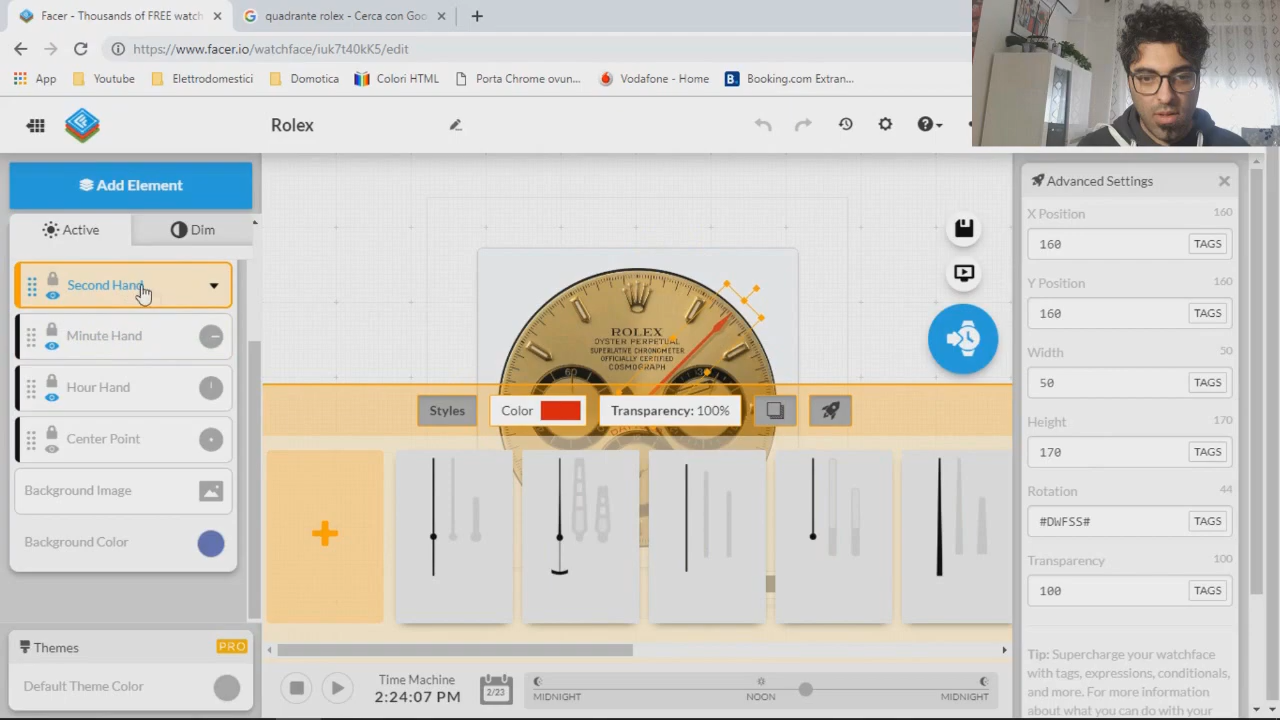 Facer - Thousands of FREE watch
quadrante rolex - Cerca con Goo
https://www.facer.io/watchface/iuk7t40kK5/edit
App
Youtube
Elettrodomestici
Domotica
Colori HTML
Porta Chrome ovun...
Vodafone - Home
B.
Booking.com Extran...
Rolex
Add Element
Active
Dim
Second Hand
Minute Hand
Hour Hand
Center Point
Background Image
Background Color
Themes
PRO
Default Theme Color
ROLEX
OYSTER PERPETUAL
SUPERLATIVE CHRONOMETER
OFFICIALLY CERTIFIED
COSMOGRAPH
60
Styles
Color
Transparency: 100%
Time Machine
2:24:07 PM
2/23
MIDNIGHT
NOON
MIDNIGHT
Advanced Settings
X Position
160
160
TAGS
Y Position
160
160
TAGS
Width
50
50
TAGS
Height
170
170
TAGS
Rotation
44
#DWFSS#
TAGS
Transparency
100
100
TAGS
Tip: Supercharge your watchface
with tags, expressions, conditionals,
and more. For more information
about what you can do with your